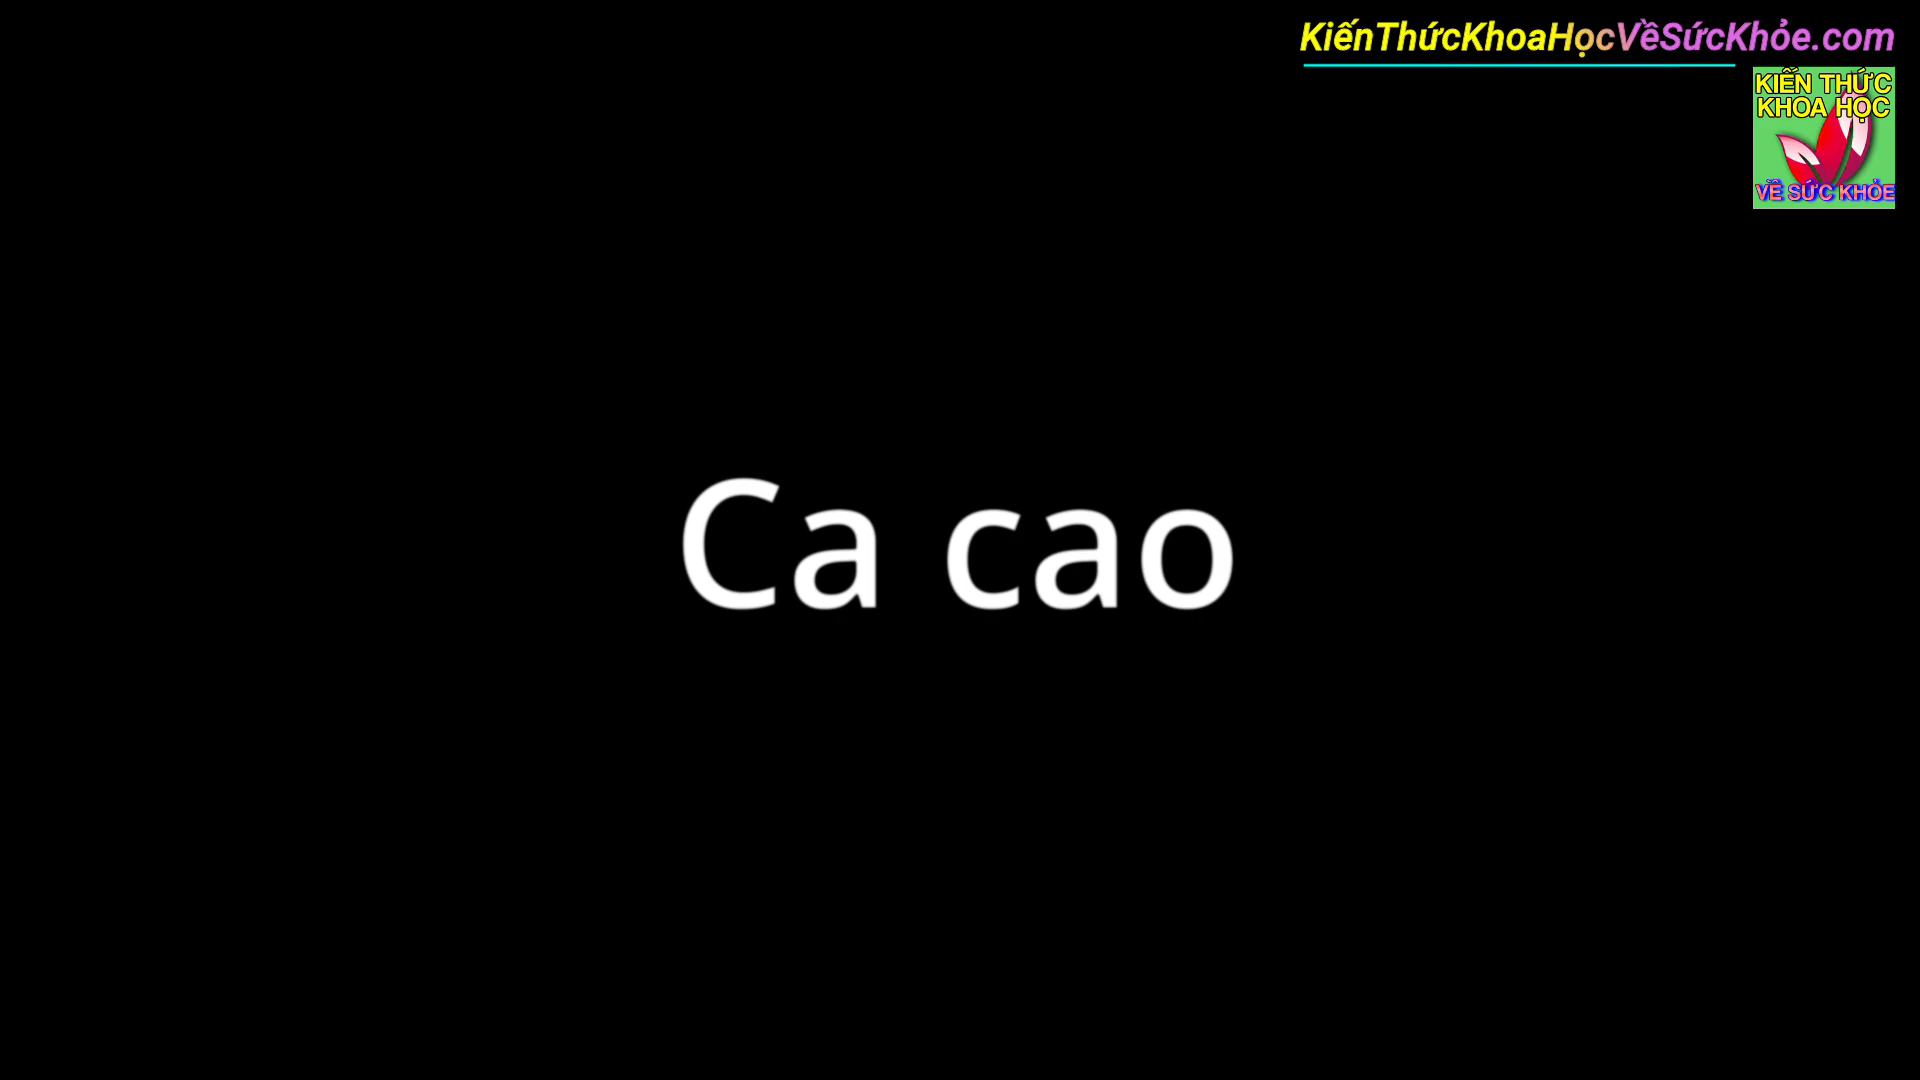 KiếnThứcKhoaHọcVềSứcKhỏe.com
KIẾN THỨC
KHOA HỌC
VỀ SỨC KHỎE
Ca cao